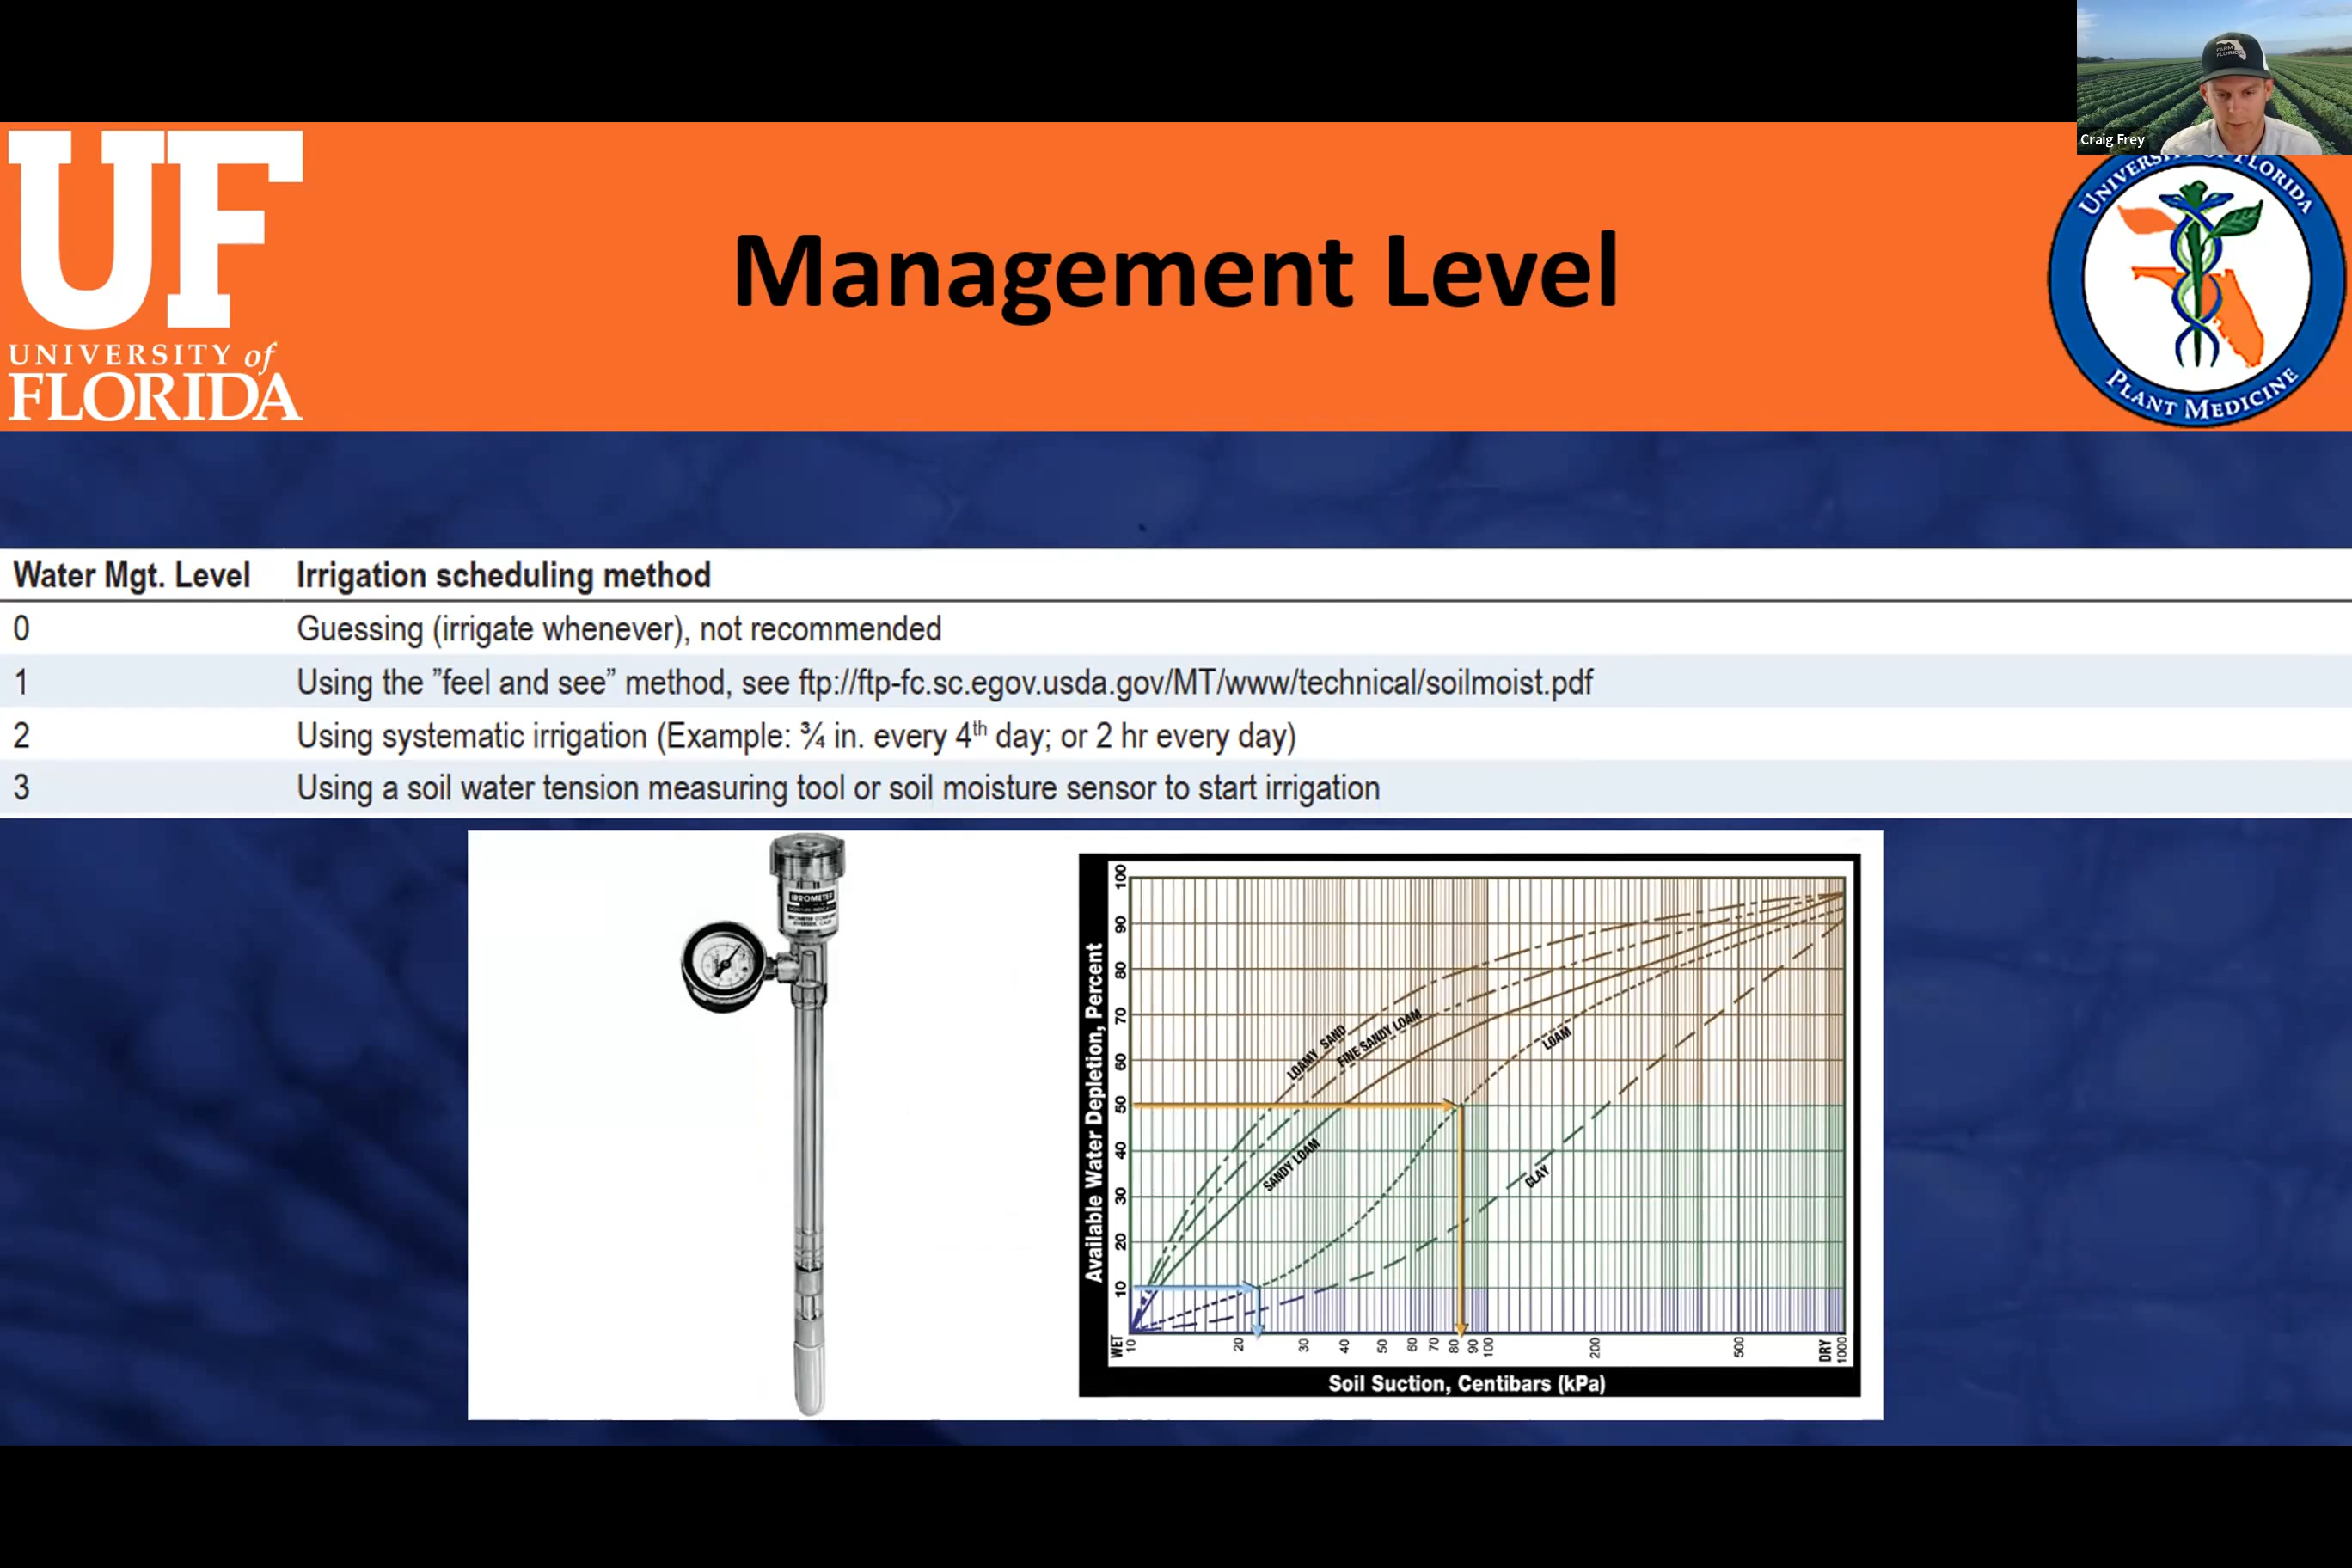 Craig Frey
UF
UNIVERSITY of
FLORIDA
Management Level
UNIVERSITY OF FLORIDA
PLANT MEDICINE
Water Mgt. Level Irrigation scheduling method
0 Guessing (irrigate whenever), not recommended
1 Using the ”feel and see” method, see ftp://ftp-fc.sc.egov.usda.gov/MT/www/technical/soilmoist.pdf
2 Using systematic irrigation (Example: ¾ in. every 4th day; or 2 hr every day)
3 Using a soil water tension measuring tool or soil moisture sensor to start irrigation
IRROMETER
Available Water Depletion, Percent
100
90
80
70
60
50
40
30
20
10
LOAMY SAND
FINE SANDY LOAM
SANDY LOAM
LOAM
CLAY
WET
10 20 30 40 50 60 70 80 90 100 200 500 1000
DRY
Soil Suction, Centibars (kPa)